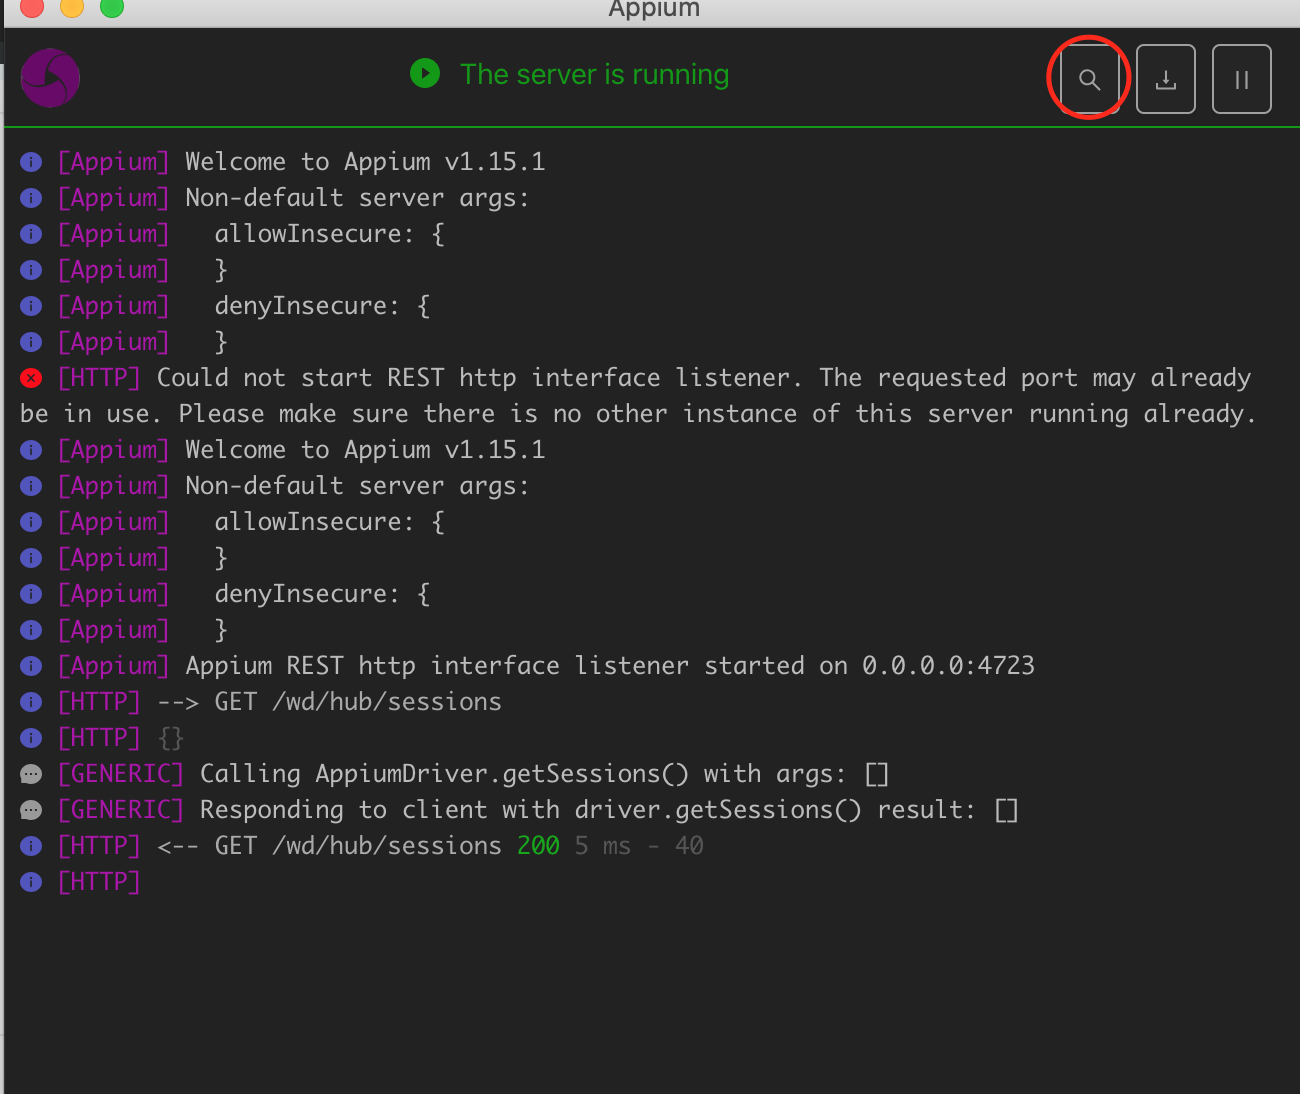 Appium
The server is running
[Appium] Welcome to Appium v1.15.1
[Appium] Non-default server args:
[Appium]   allowInsecure: {
[Appium]   }
[Appium]   denyInsecure: {
[Appium]   }
[HTTP] Could not start REST http interface listener. The requested port may already
be in use. Please make sure there is no other instance of this server running already.
[Appium] Welcome to Appium v1.15.1
[Appium] Non-default server args:
[Appium]   allowInsecure: {
[Appium]   }
[Appium]   denyInsecure: {
[Appium]   }
[Appium] Appium REST http interface listener started on 0.0.0.0:4723
[HTTP] --> GET /wd/hub/sessions
[HTTP] {}
[GENERIC] Calling AppiumDriver.getSessions() with args: []
[GENERIC] Responding to client with driver.getSessions() result: []
[HTTP] <-- GET /wd/hub/sessions 200 5 ms - 40
[HTTP]